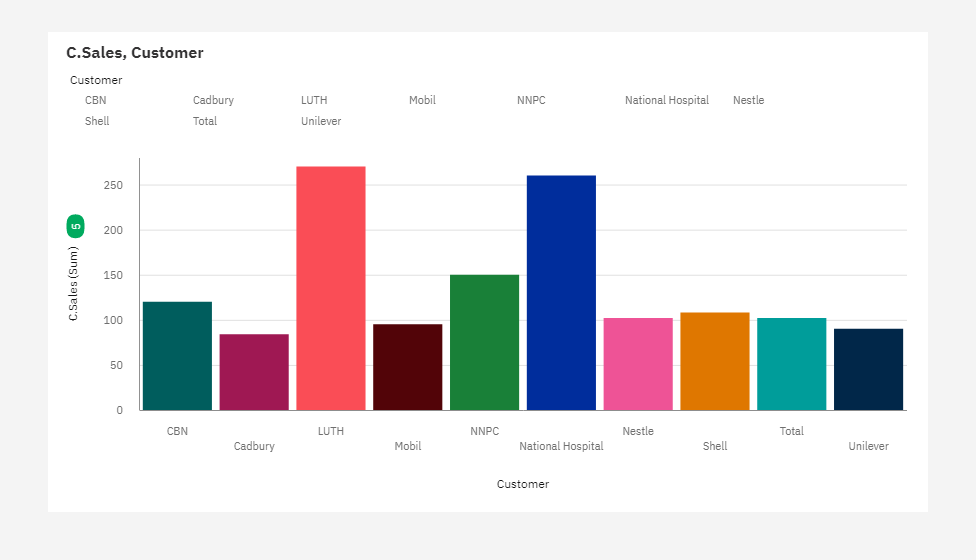 C.Sales, Customer
Customer
CBN Cadbury LUTH Mobil NNPC National Hospital Nestle
Shell Total Unilever
250
200
150
100
50
0
C.Sales (Sum) 5
CBN Cadbury LUTH Mobil NNPC National Hospital Nestle Shell Total Unilever
Customer